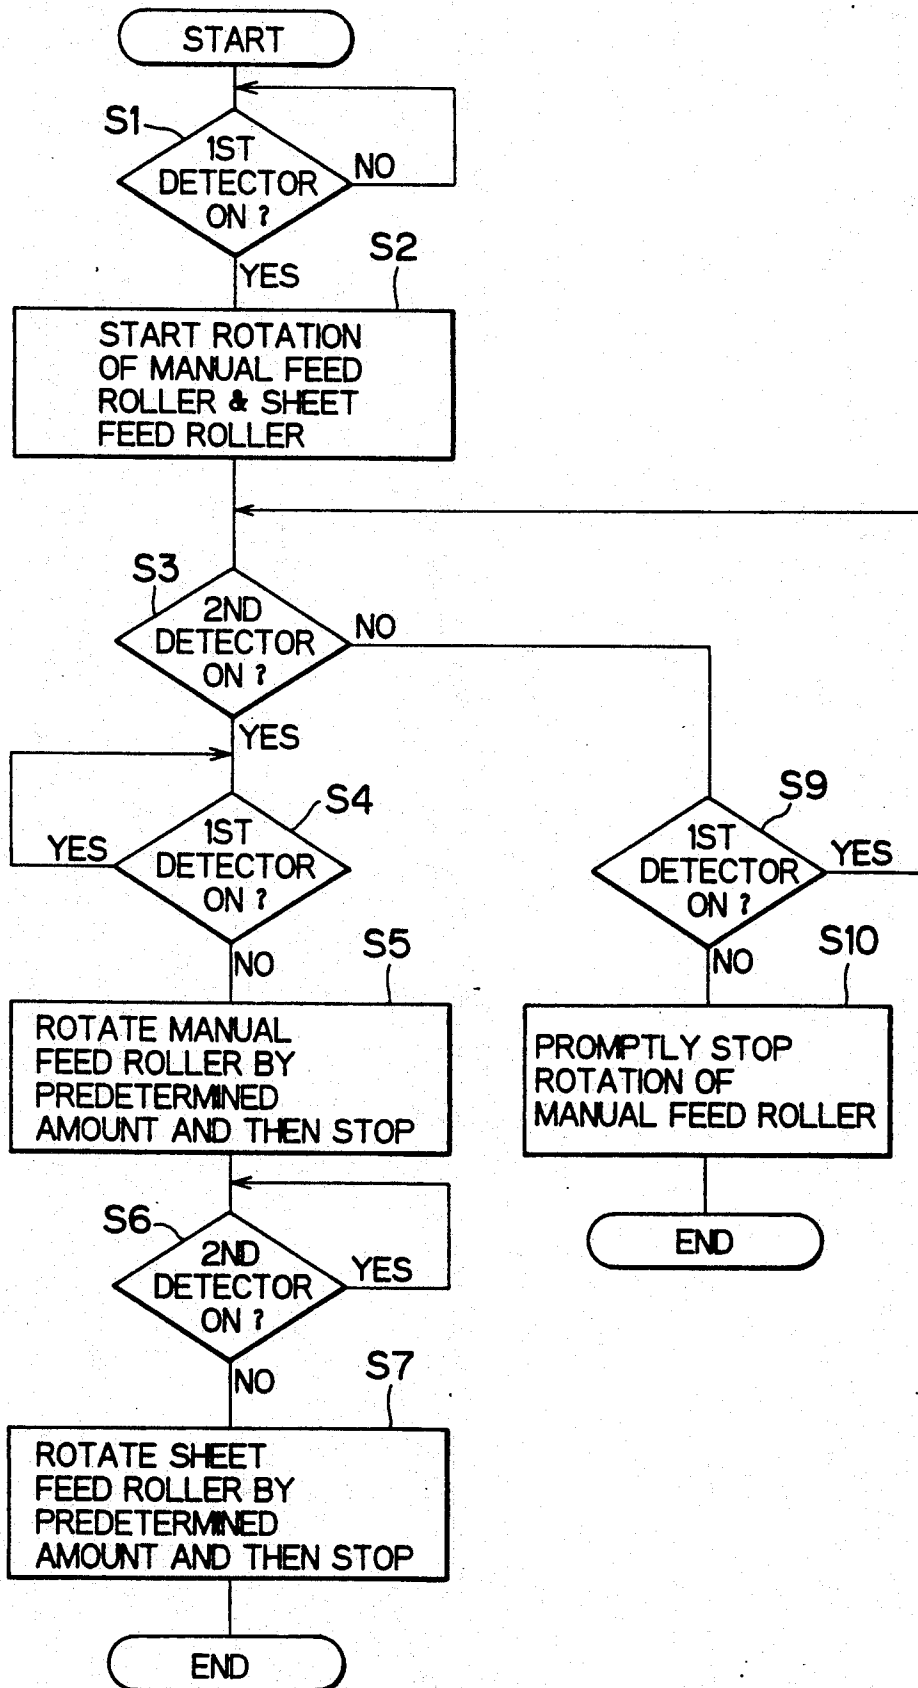 START
S1
1ST
DETECTOR
ON ?
NO
YES
S2
START ROTATION
OF MANUAL FEED
ROLLER & SHEET
FEED ROLLER
S3
2ND
DETECTOR
ON ?
NO
YES
S4
1ST
DETECTOR
ON ?
YES
NO
S5
ROTATE MANUAL
FEED ROLLER BY
PREDETERMINED
AMOUNT AND THEN STOP
S6
2ND
DETECTOR
ON ?
YES
NO
S7
ROTATE SHEET
FEED ROLLER BY
PREDETERMINED
AMOUNT AND THEN STOP
END
S9
1ST
DETECTOR
ON ?
YES
NO
S10
PROMPTLY STOP
ROTATION OF
MANUAL FEED ROLLER
END